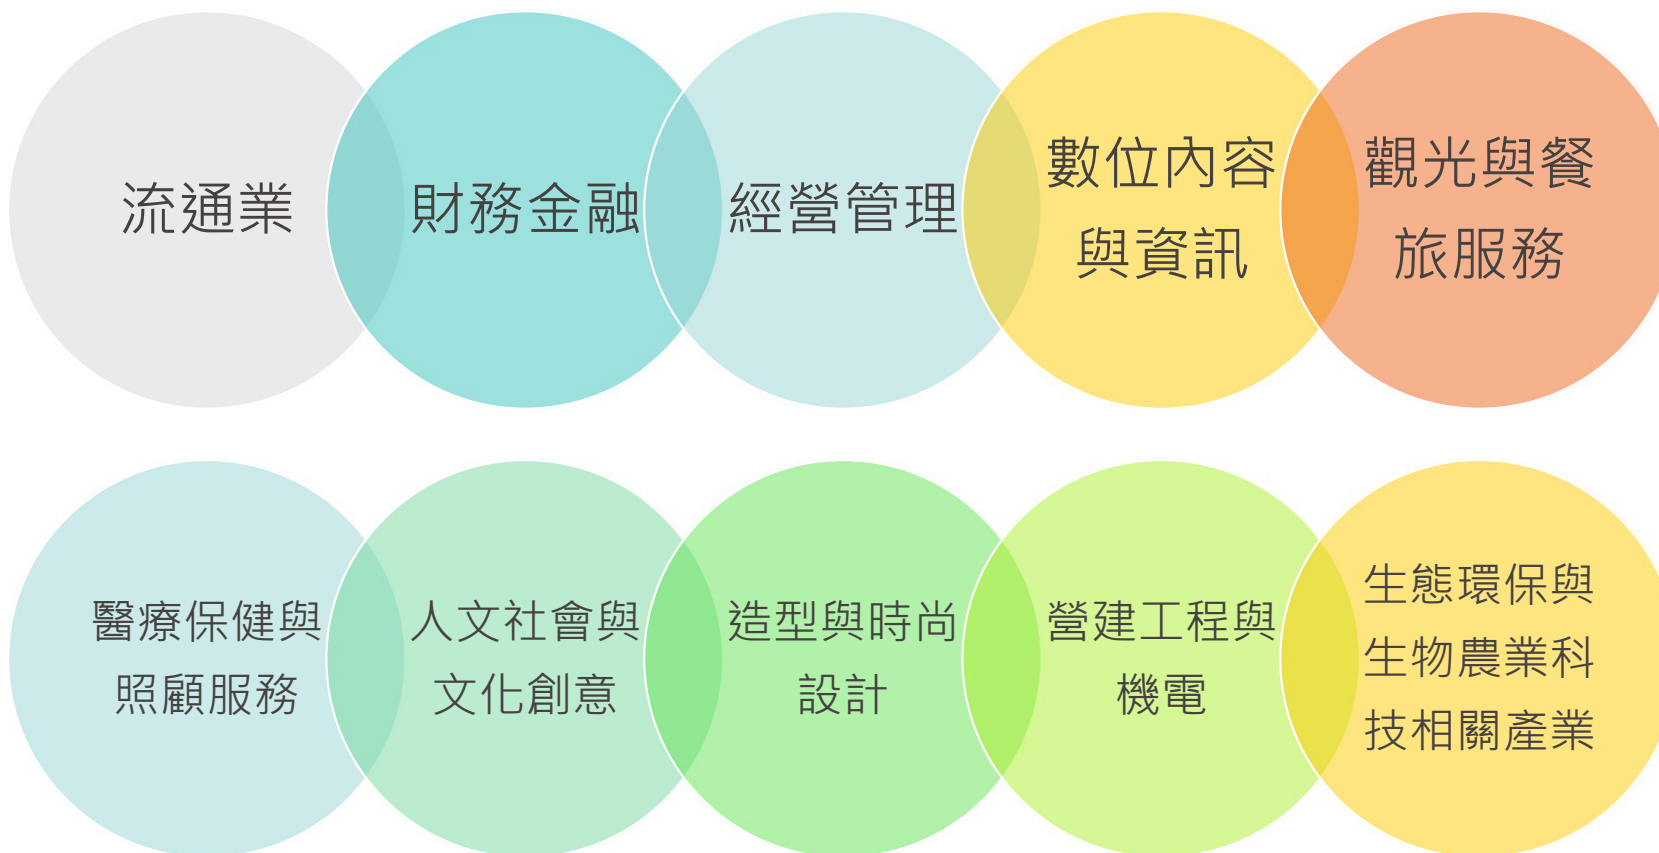 流通業
財務金融
經營管理
數位內容
與資訊
觀光與餐
旅服務
醫療保健與
照顧服務
人文社會與
文化創意
造型與時尚
設計
營建工程與
機電
生態環保與
生物農業科
技相關產業